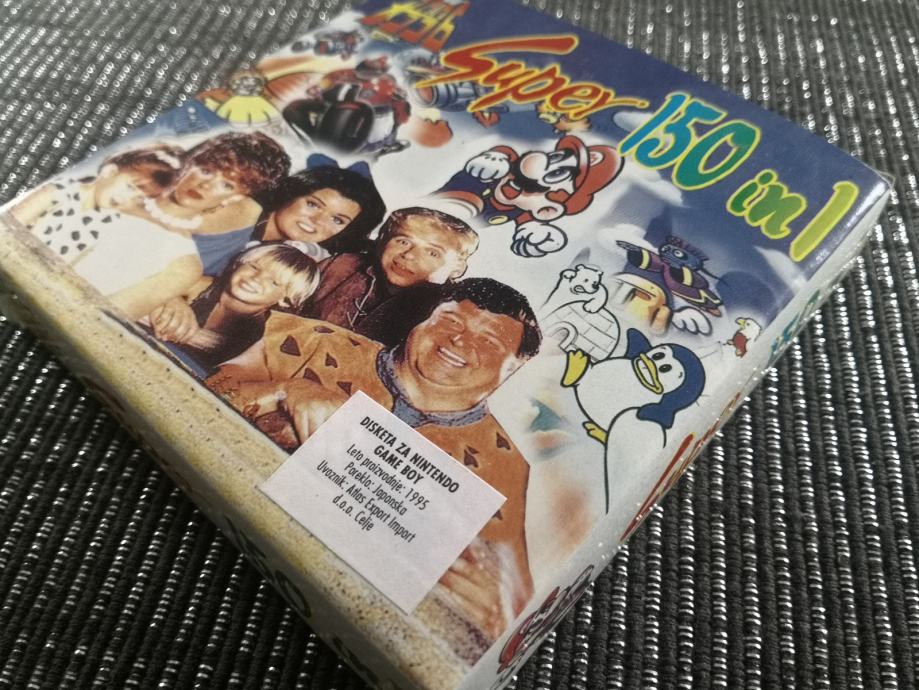 Super 150 in 1
DISKETA ZA NINTENDO
GAME BOY
Leto proizvodnje: 1995
Poreklo: Japonska
Uvoznik: Atlas Export Import
d.o.o. Celje